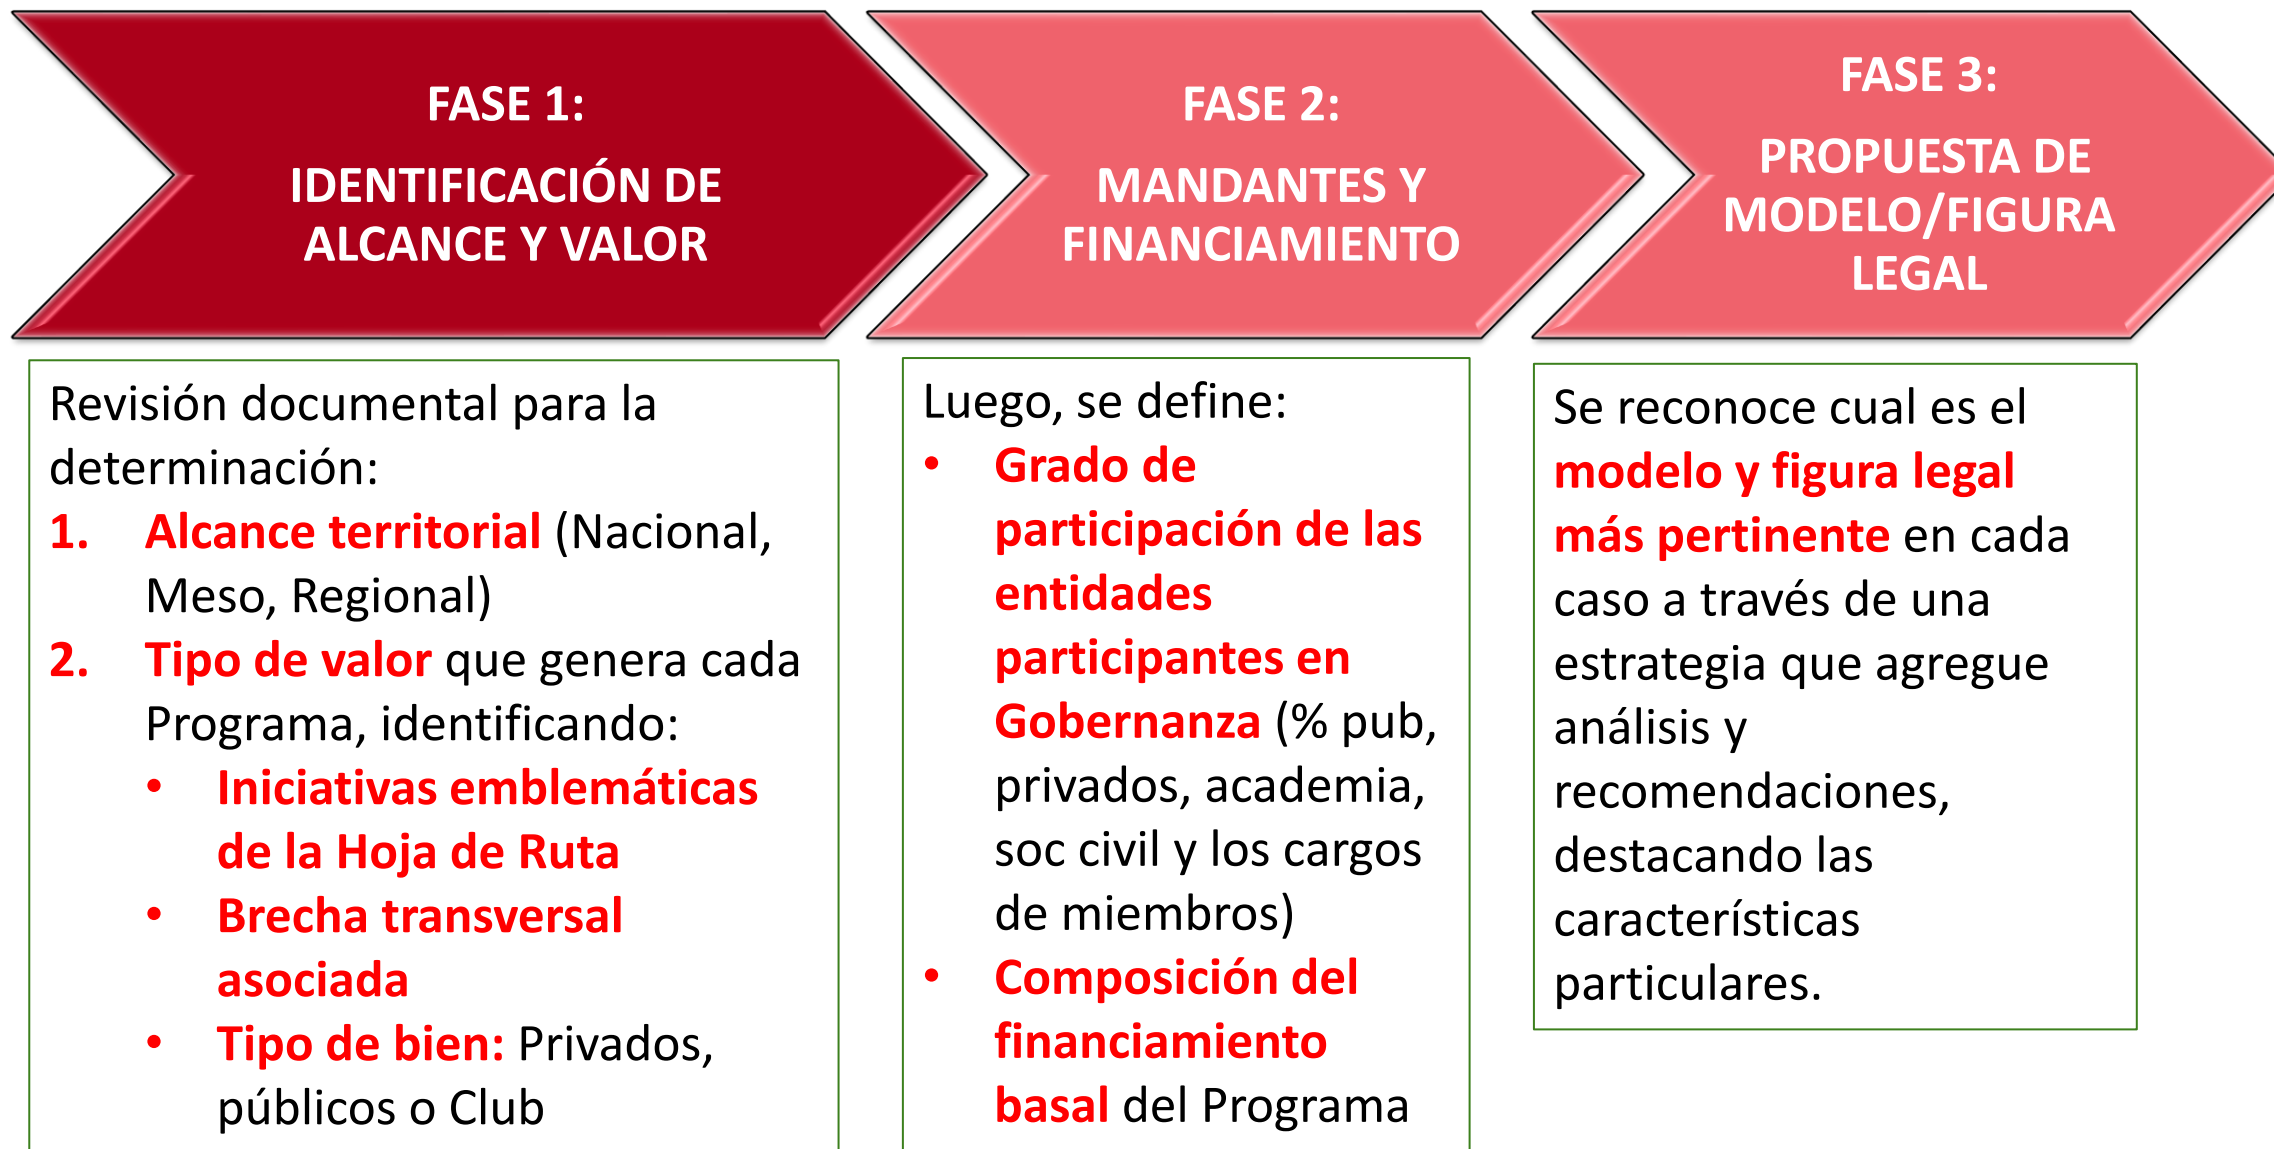 FASE 1:
IDENTIFICACIÓN DE
ALCANCE Y VALOR
FASE 2:
MANDANTES Y
FINANCIAMIENTO
FASE 3:
PROPUESTA DE
MODELO/FIGURA
LEGAL
Revisión documental para la
determinación:
1. Alcance territorial (Nacional,
Meso, Regional)
2. Tipo de valor que genera cada
Programa, identificando:
• Iniciativas emblemáticas
de la Hoja de Ruta
• Brecha transversal
asociada
• Tipo de bien: Privados,
públicos o Club
Luego, se define:
• Grado de
participación de las
entidades
participantes en
Gobernanza (% pub,
privados, academia,
soc civil y los cargos
de miembros)
• Composición del
financiamiento
basal del Programa
Se reconoce cual es el
modelo y figura legal
más pertinente en cada
caso a través de una
estrategia que agregue
análisis y
recomendaciones,
destacando las
características
particulares.